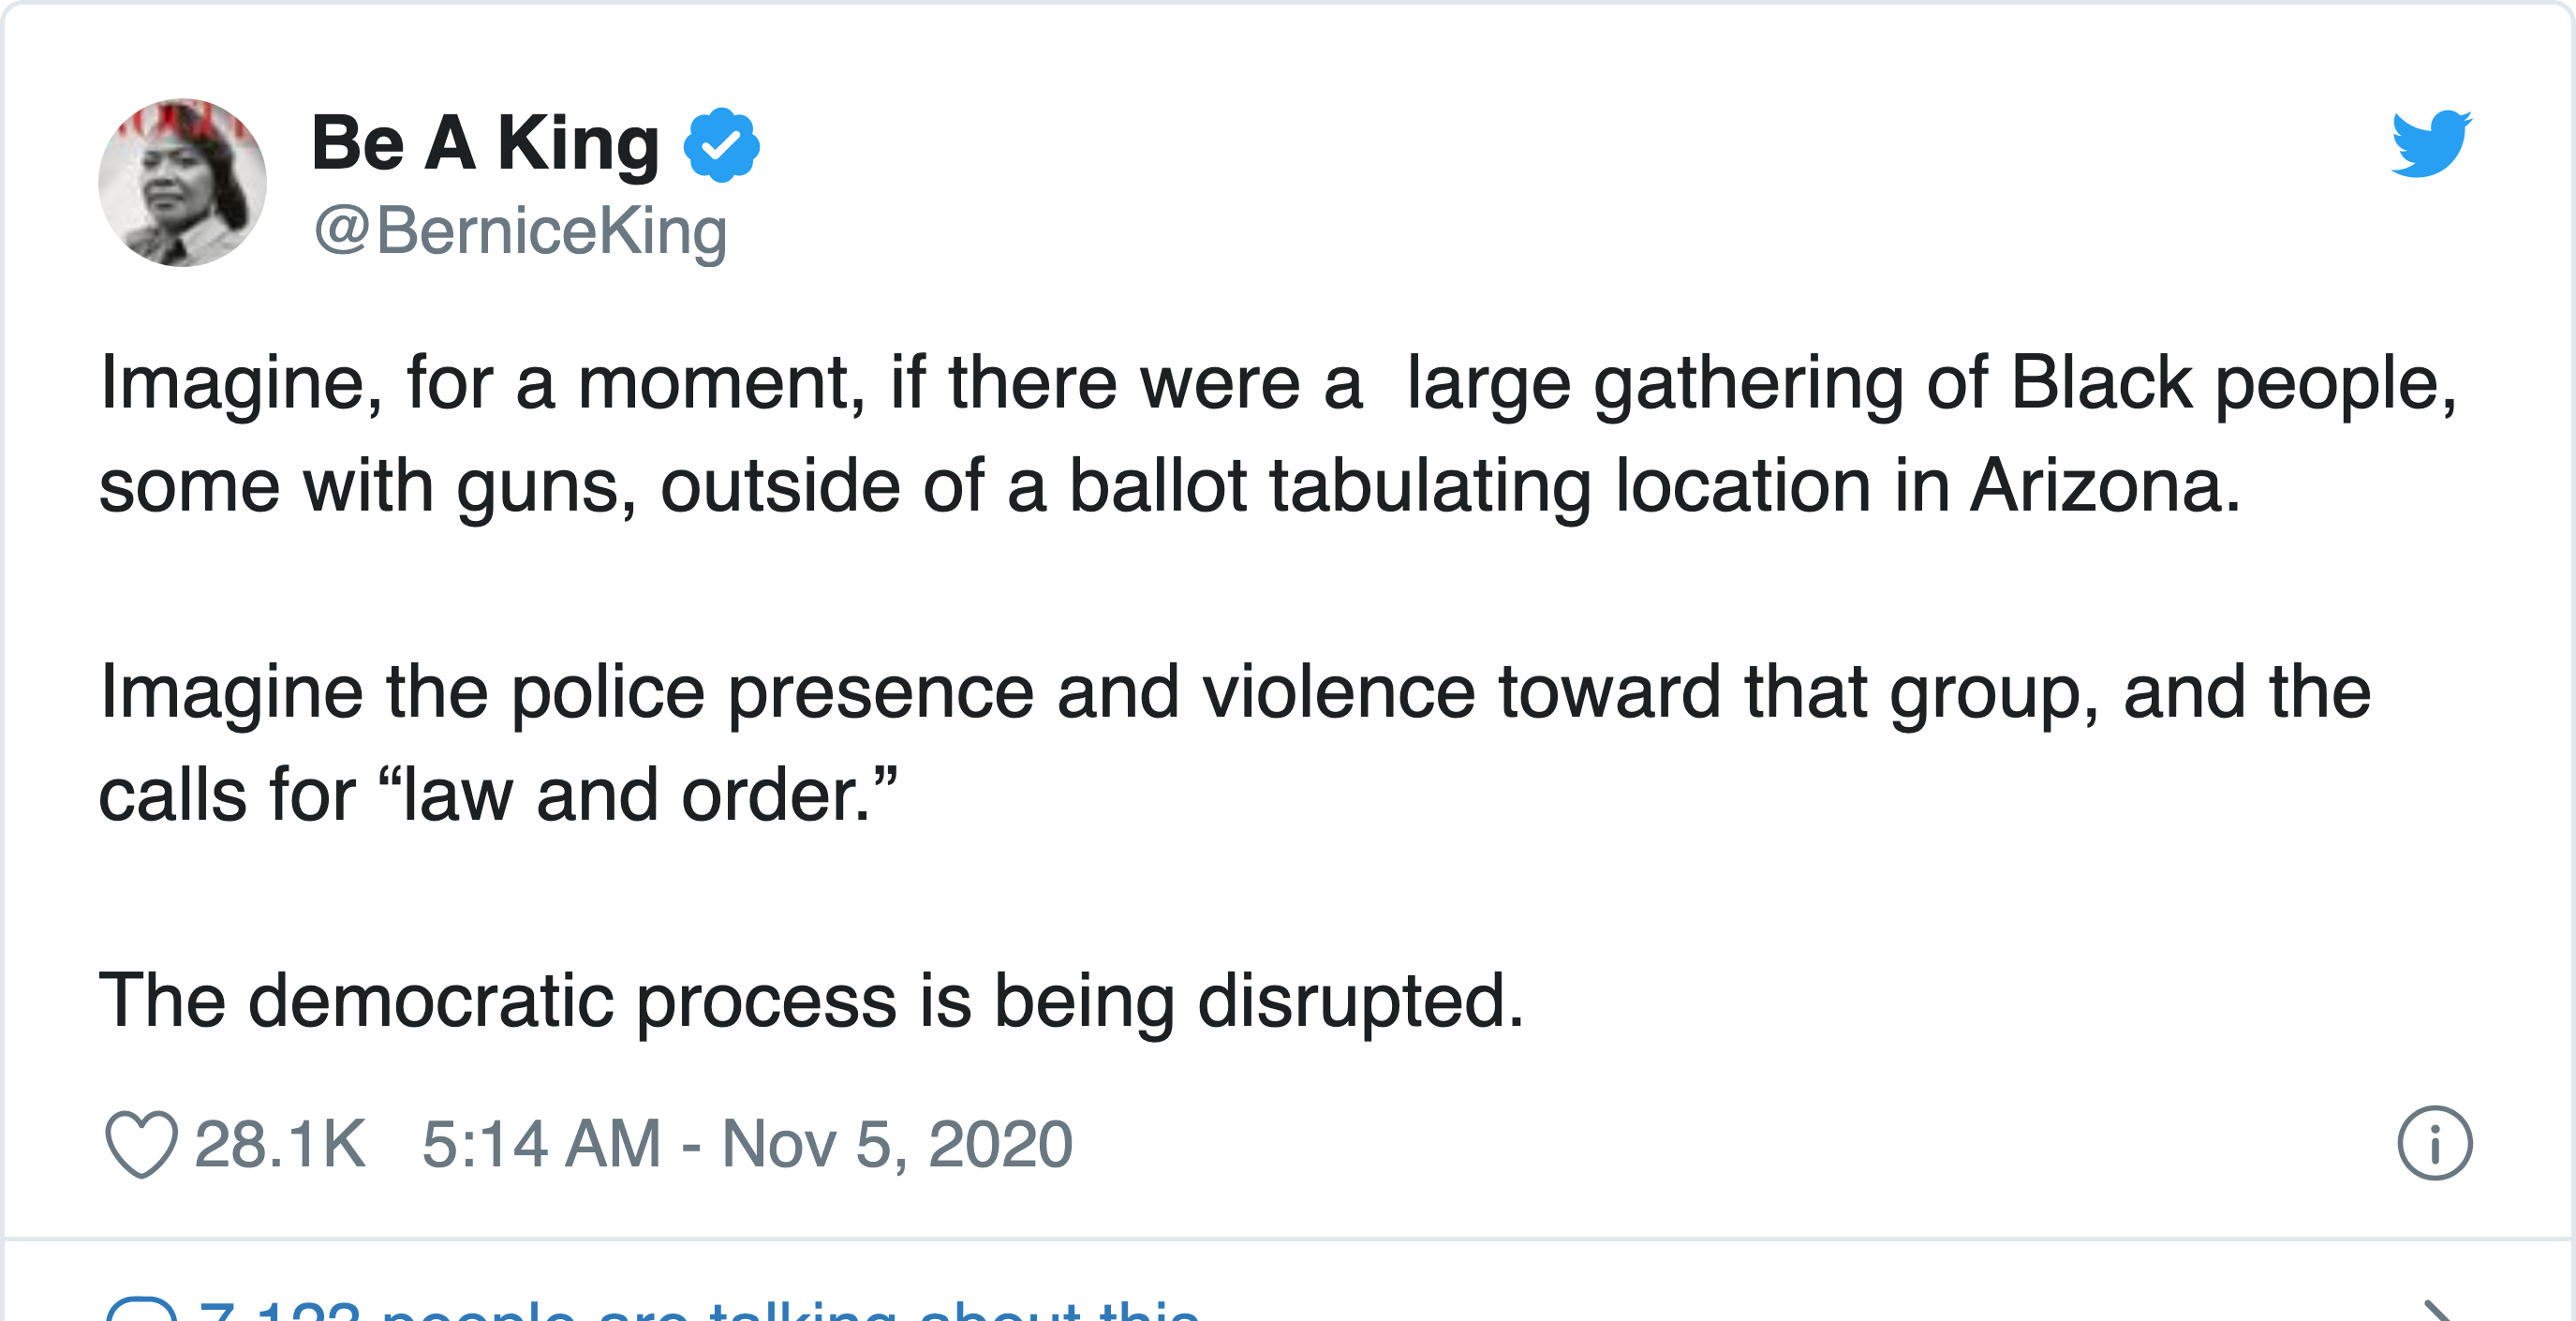 Be A King
@BerniceKing
Imagine, for a moment, if there were a  large gathering of Black people,
some with guns, outside of a ballot tabulating location in Arizona.
Imagine the police presence and violence toward that group, and the
calls for “law and order.”
The democratic process is being disrupted.
28.1K 5:14 AM - Nov 5, 2020
people are talking about this